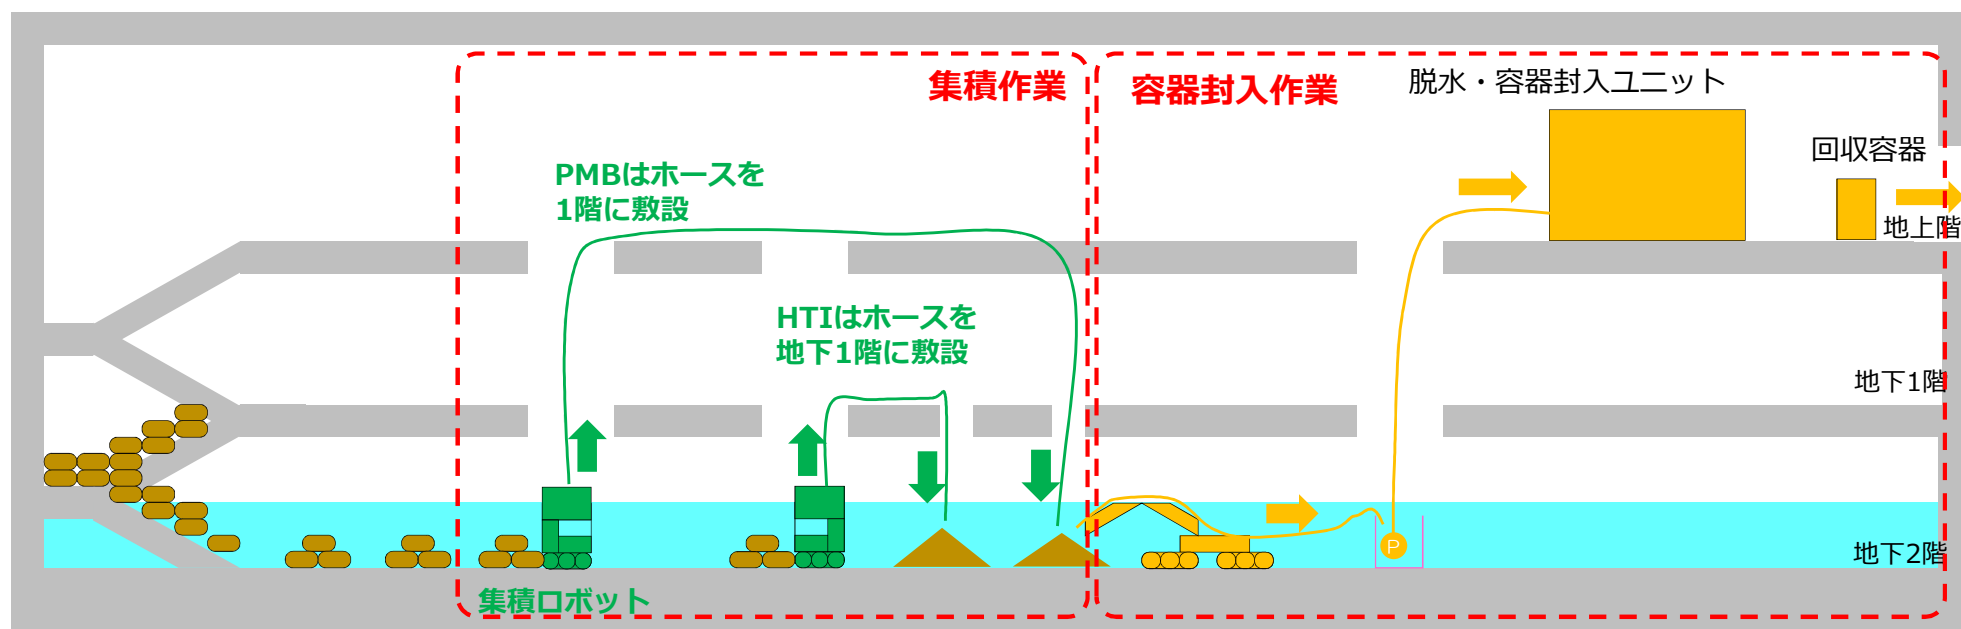 集積作業
容器封入作業
脱水・容器封入ユニット
回収容器
PMBはホースを
1階に敷設
地上階
HTIはホースを
地下1階に敷設
地下1階
P
地下2階
集積ロボット